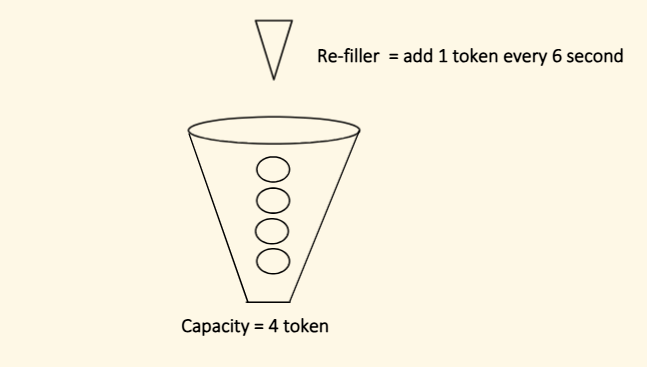 Re-filler = add 1 token every 6 second
Capacity = 4 token